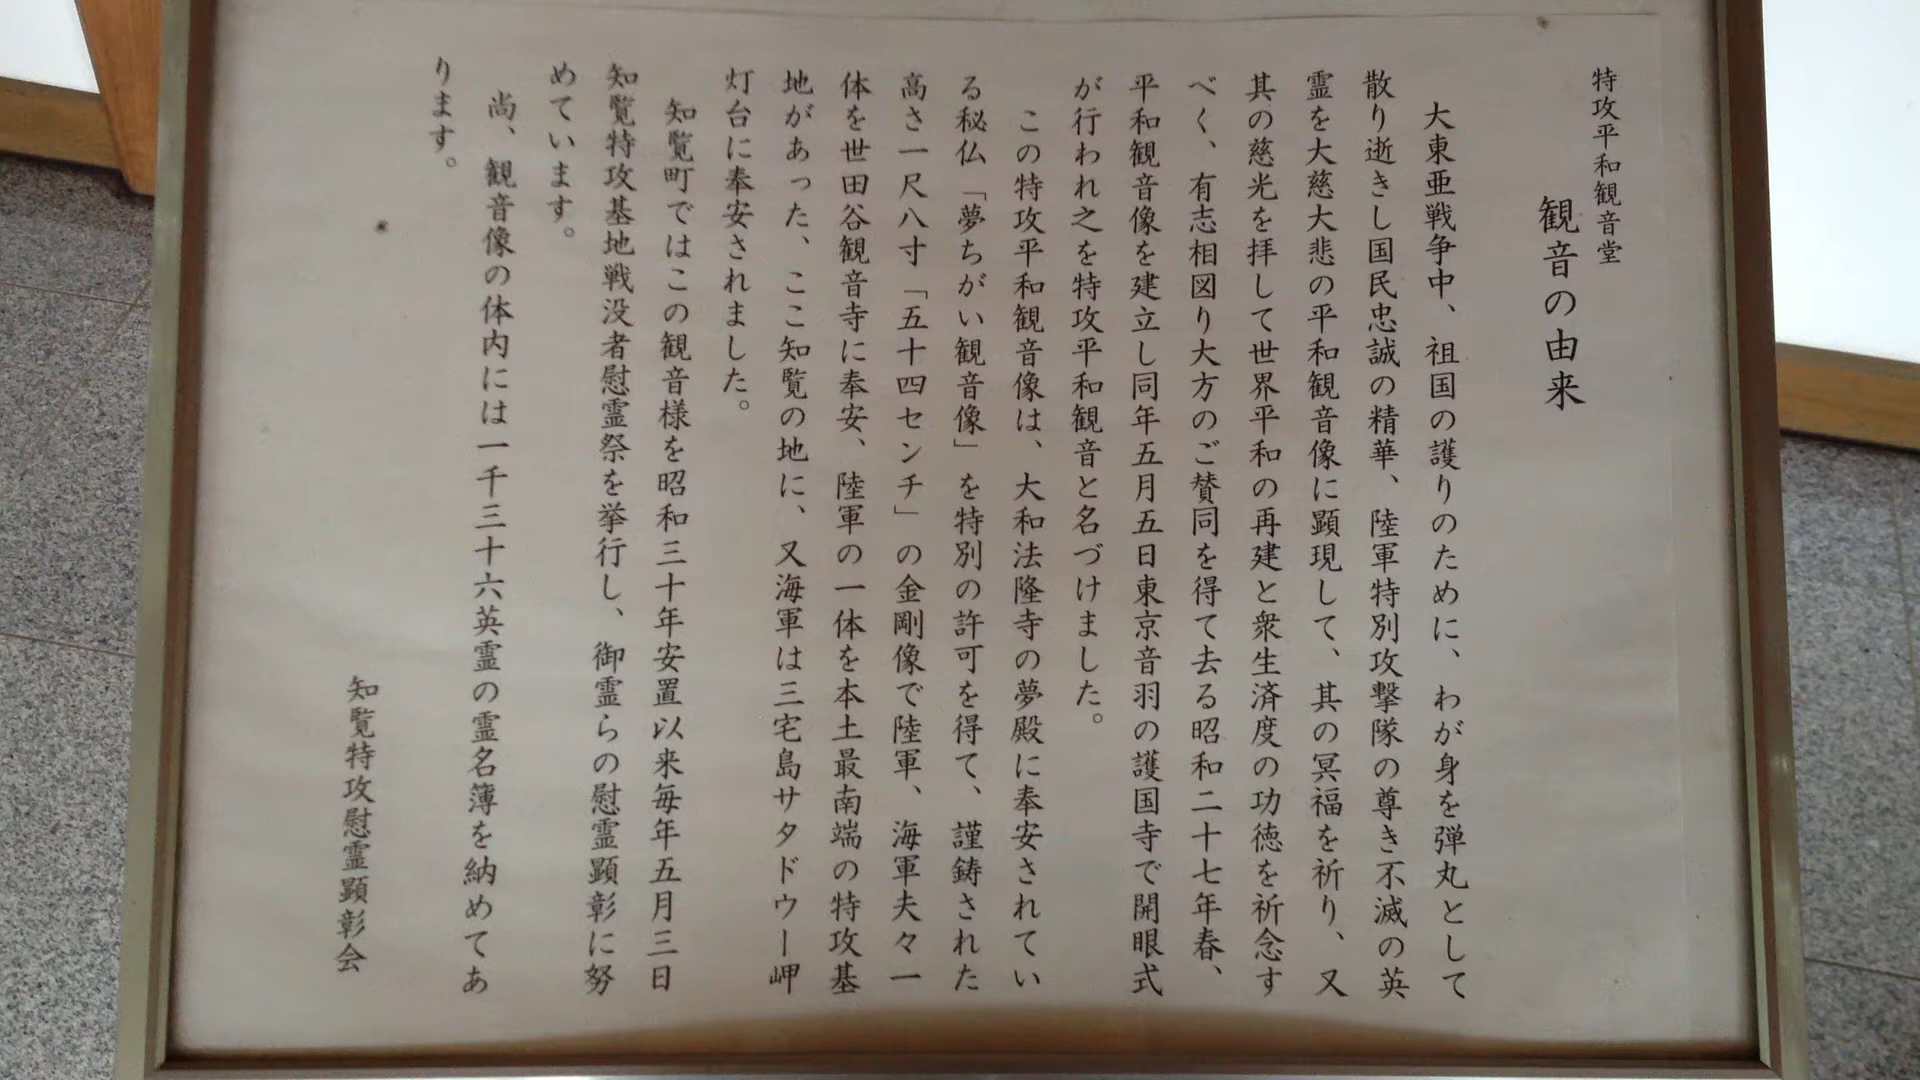 特攻平和観音堂
観音の由来
大東亜戦争中、祖国の護りのために、わが身を弾丸として
散り逝きし国民忠誠の精華、陸軍特別攻撃隊の尊き不滅の英
霊を大慈大悲の平和観音像に顕現して、其の冥福を祈り、又
其の慈光を拝して世界平和の再建と衆生済度の功徳を祈念す
べく、有志相図り大方のご賛同を得て去る昭和二十七年春、
平和観音像を建立し同年五月五日東京音羽の護国寺で開眼式
が行われ之を特攻平和観音と名づけました。
この特攻平和観音像は、大和法隆寺の夢殿に奉安されてい
る秘仏「夢ちがい観音像」を特別の許可を得て、謹鋳された
高さ一尺八寸「五十四センチ」の金剛像で陸軍、海軍夫々一
体を世田谷観音寺に奉安、陸軍の一体を本土最南端の特攻基
地があった、ここ知覧の地に、又海軍は三宅島サタドウー岬
灯台に奉安されました。
知覧町ではこの観音様を昭和三十年安置以来毎年五月三日
知覧特攻基地戦没者慰霊祭を挙行し、御霊らの慰霊顕彰に努
めています。
尚、観音像の体内には一千三十六英霊の霊名簿を納めてあ
ります。
知覧特攻慰霊顕彰会